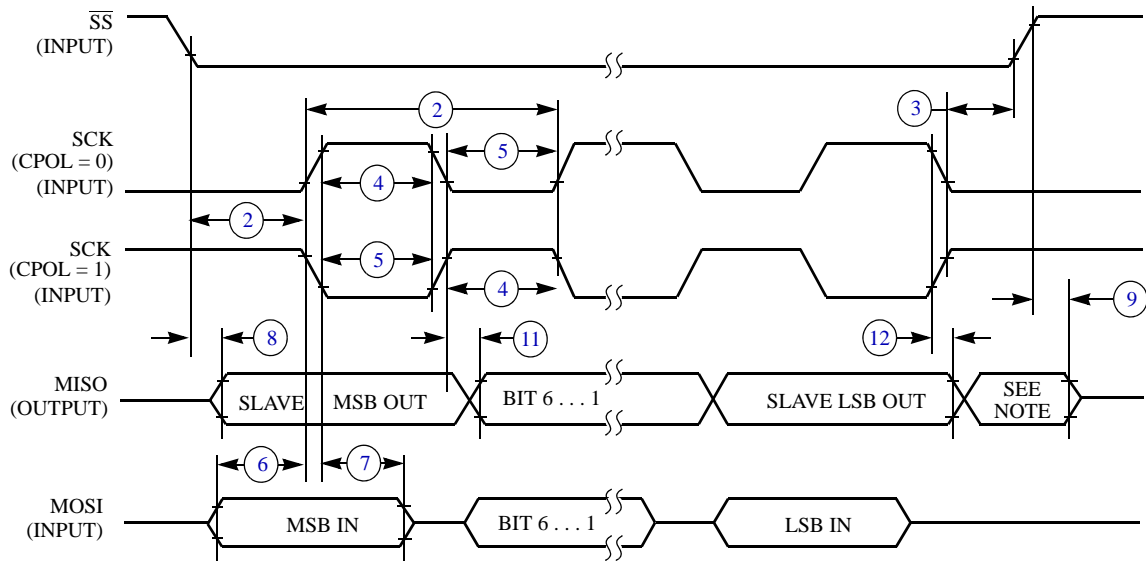 S̅S̅
(INPUT)
2
3
SCK
(CPOL = 0)
(INPUT)
5
4
2
SCK
(CPOL = 1)
(INPUT)
5
4
9
8
11
12
MISO
(OUTPUT)
SLAVE MSB OUT
BIT 6 . . . 1
SLAVE LSB OUT
SEE
NOTE
6
7
MOSI
(INPUT)
MSB IN
BIT 6 . . . 1
LSB IN